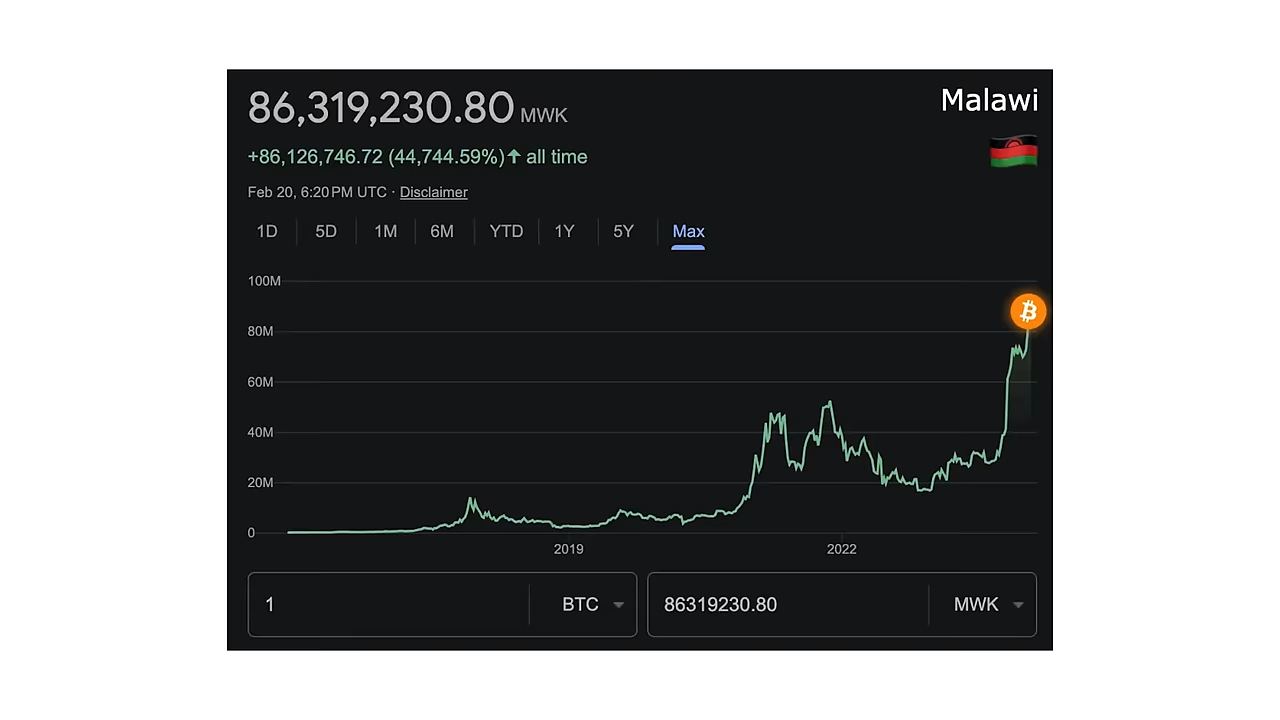 86,319,230.80 MWK
Malawi
+86,126,746.72 (44,744.59%)↑ all time
Feb 20, 6:20 PM UTC · Disclaimer
1D 5D 1M 6M YTD 1Y 5Y Max
100M
80M
60M
40M
20M
0
2019 2022
1 BTC 86319230.80 MWK